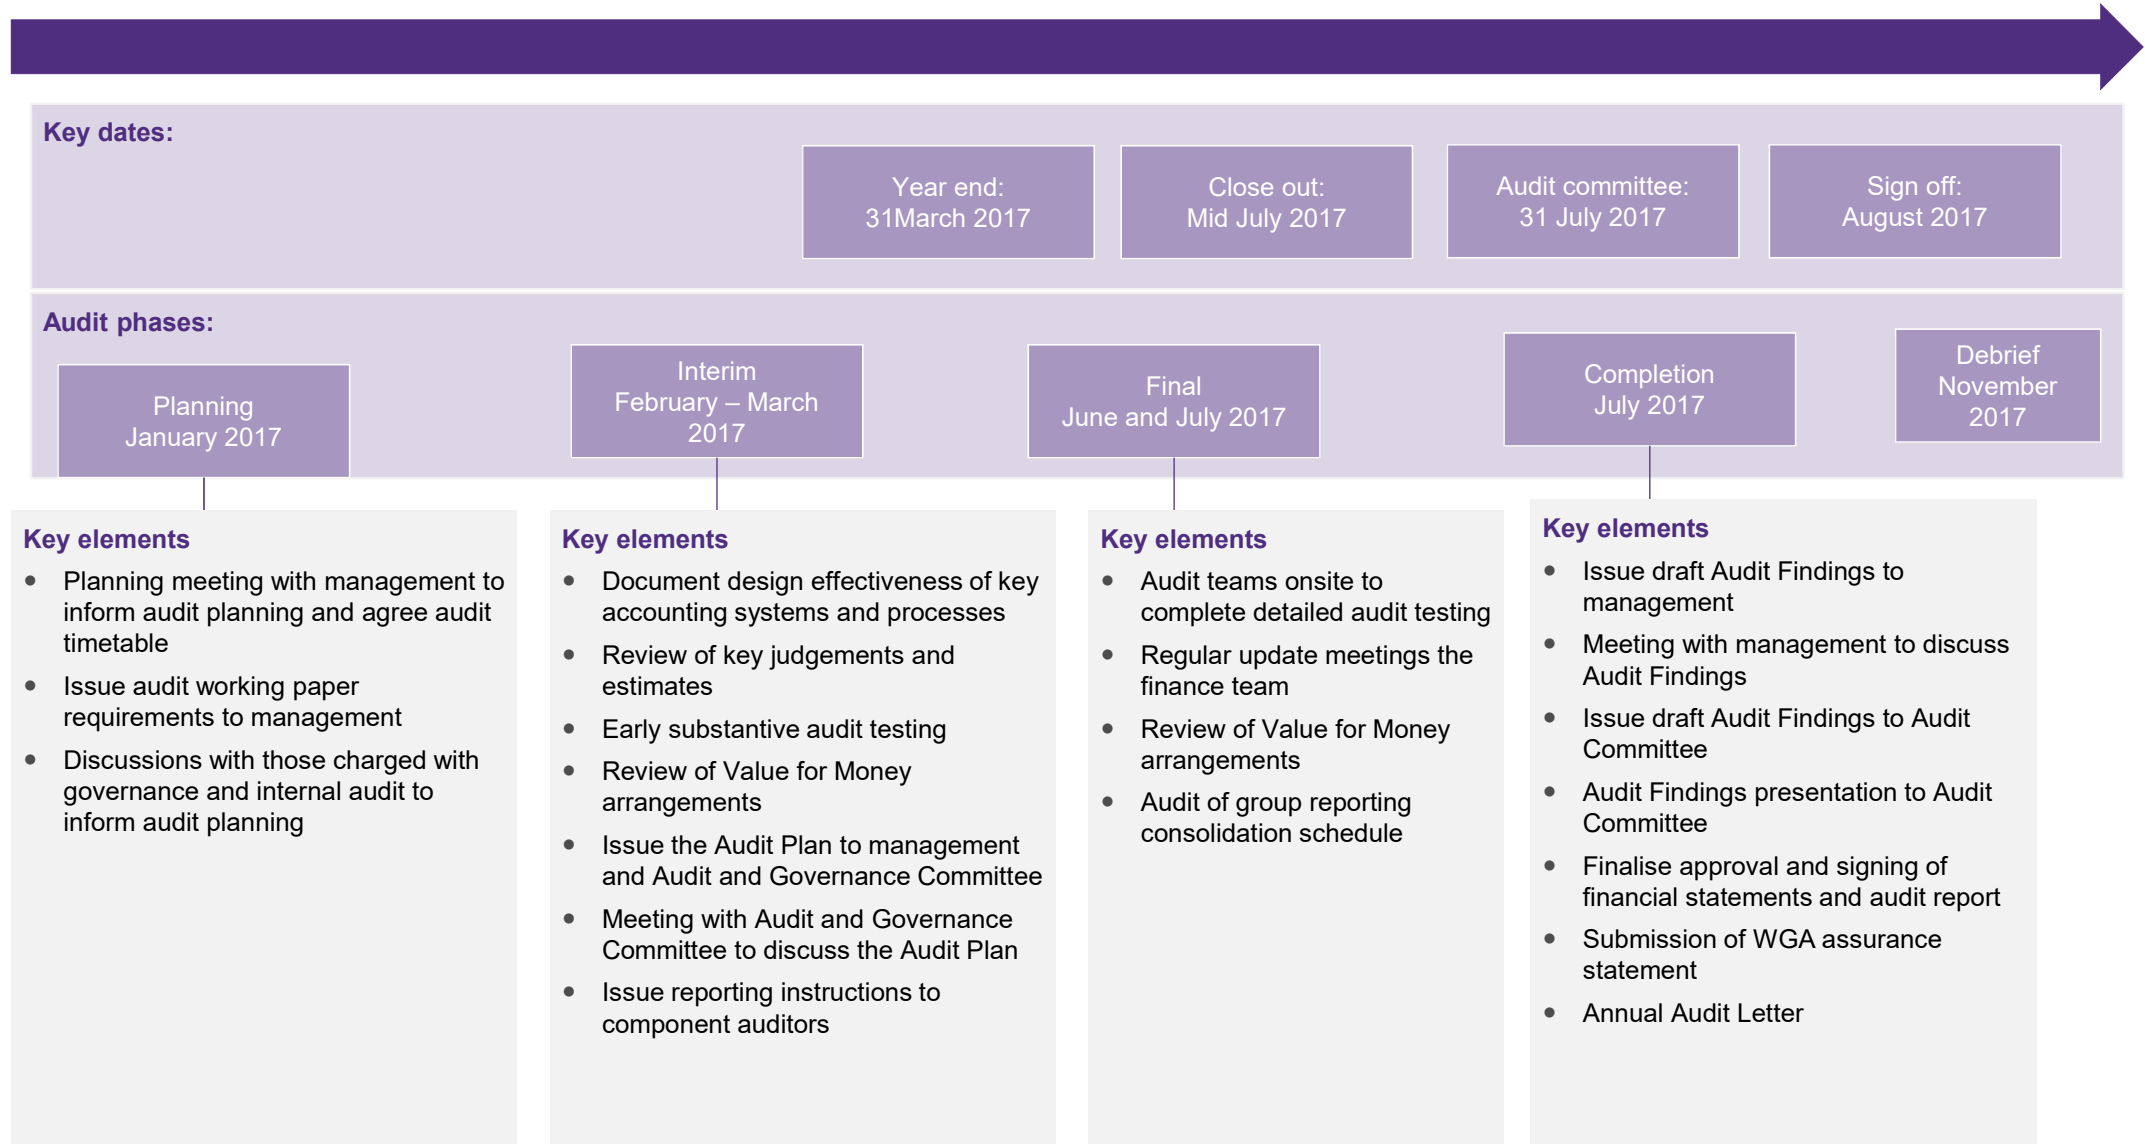 Key dates:
Year end:
31March 2017
Close out:
Mid July 2017
Audit committee:
31 July 2017
Sign off:
August 2017
Audit phases:
Planning
January 2017
Interim
February – March
2017
Final
June and July 2017
Completion
July 2017
Debrief
November
2017
Key elements
• Planning meeting with management to
inform audit planning and agree audit
timetable
• Issue audit working paper
requirements to management
• Discussions with those charged with
governance and internal audit to
inform audit planning
Key elements
• Document design effectiveness of key
accounting systems and processes
• Review of key judgements and
estimates
• Early substantive audit testing
• Review of Value for Money
arrangements
• Issue the Audit Plan to management
and Audit and Governance Committee
• Meeting with Audit and Governance
Committee to discuss the Audit Plan
• Issue reporting instructions to
component auditors
Key elements
• Audit teams onsite to
complete detailed audit testing
• Regular update meetings the
finance team
• Review of Value for Money
arrangements
• Audit of group reporting
consolidation schedule
Key elements
• Issue draft Audit Findings to
management
• Meeting with management to discuss
Audit Findings
• Issue draft Audit Findings to Audit
Committee
• Audit Findings presentation to Audit
Committee
• Finalise approval and signing of
financial statements and audit report
• Submission of WGA assurance
statement
• Annual Audit Letter